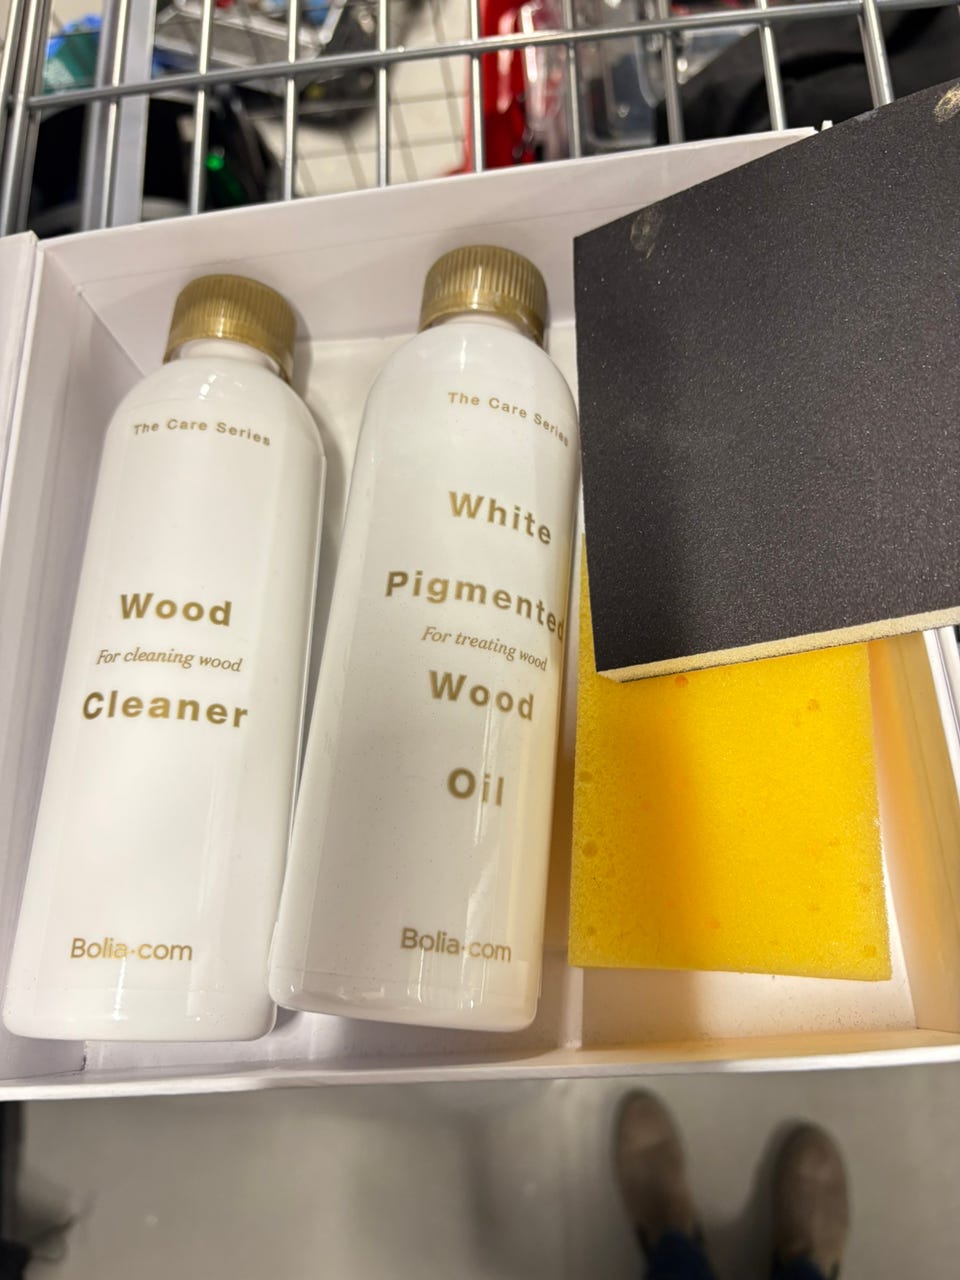 The Care Series
Wood
For cleaning wood
Cleaner
Bolia.com
The Care Series
White
Pigmented
For treating wood
Wood
Oil
Bolia.com